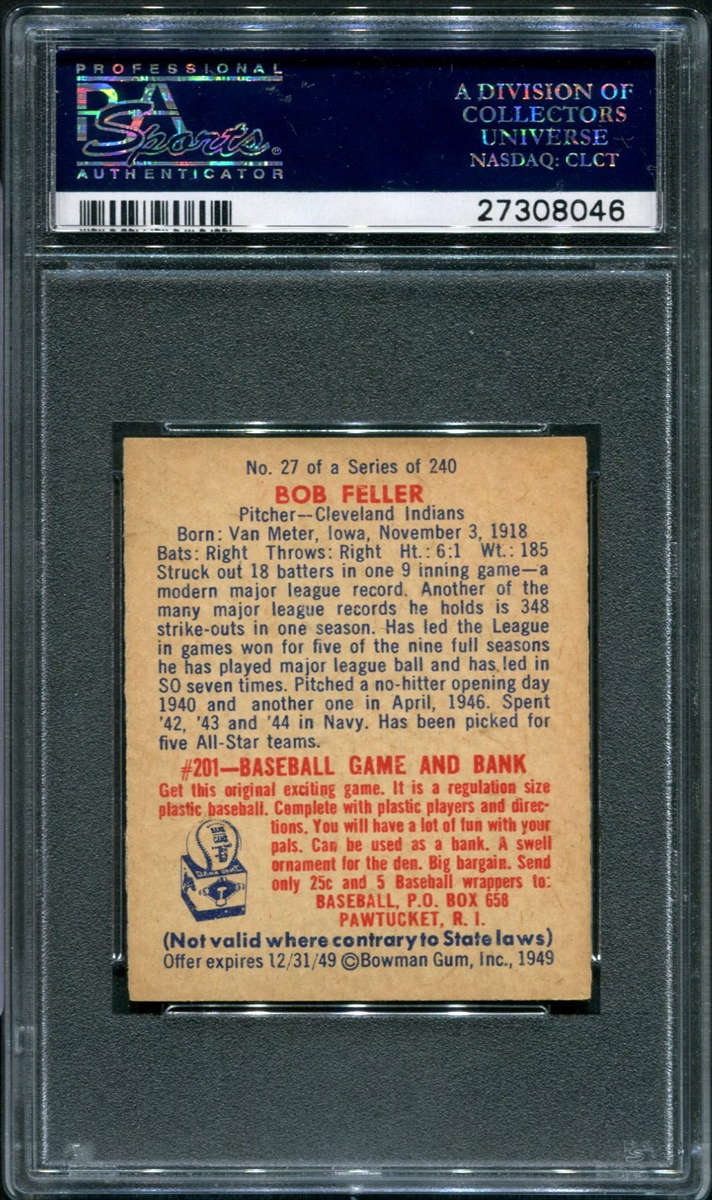 PROFESSIONAL
PSA
Sports
AUTHENTICATOR
A DIVISION OF
COLLECTORS
UNIVERSE
NASDAQ: CLCT
27308046
No. 27 of a Series of 240
BOB FELLER
Pitcher—Cleveland Indians
Born: Van Meter, Iowa, November 3, 1918
Bats: Right Throws: Right Ht.: 6:1 Wt.: 185
Struck out 18 batters in one 9 inning game—a
modern major league record. Another of the
many major league records he holds is 348
strike-outs in one season. Has led the League
in games won for five of the nine full seasons
he has played major league ball and has led in
SO seven times. Pitched a no-hitter opening day
1940 and another one in April, 1946. Spent
'42, '43 and '44 in Navy. Has been picked for
five All-Star teams.
#201—BASEBALL GAME AND BANK
Get this original exciting game. It is a regulation size
plastic baseball. Complete with plastic players and direc-
tions. You will have a lot of fun with your
pals. Can be used as a bank. A swell
ornament for the den. Big bargain. Send
only 25c and 5 Baseball wrappers to:
BASEBALL, P.O. BOX 658
PAWTUCKET, R. I.
(Not valid where contrary to State laws)
Offer expires 12/31/49 ©Bowman Gum, Inc., 1949